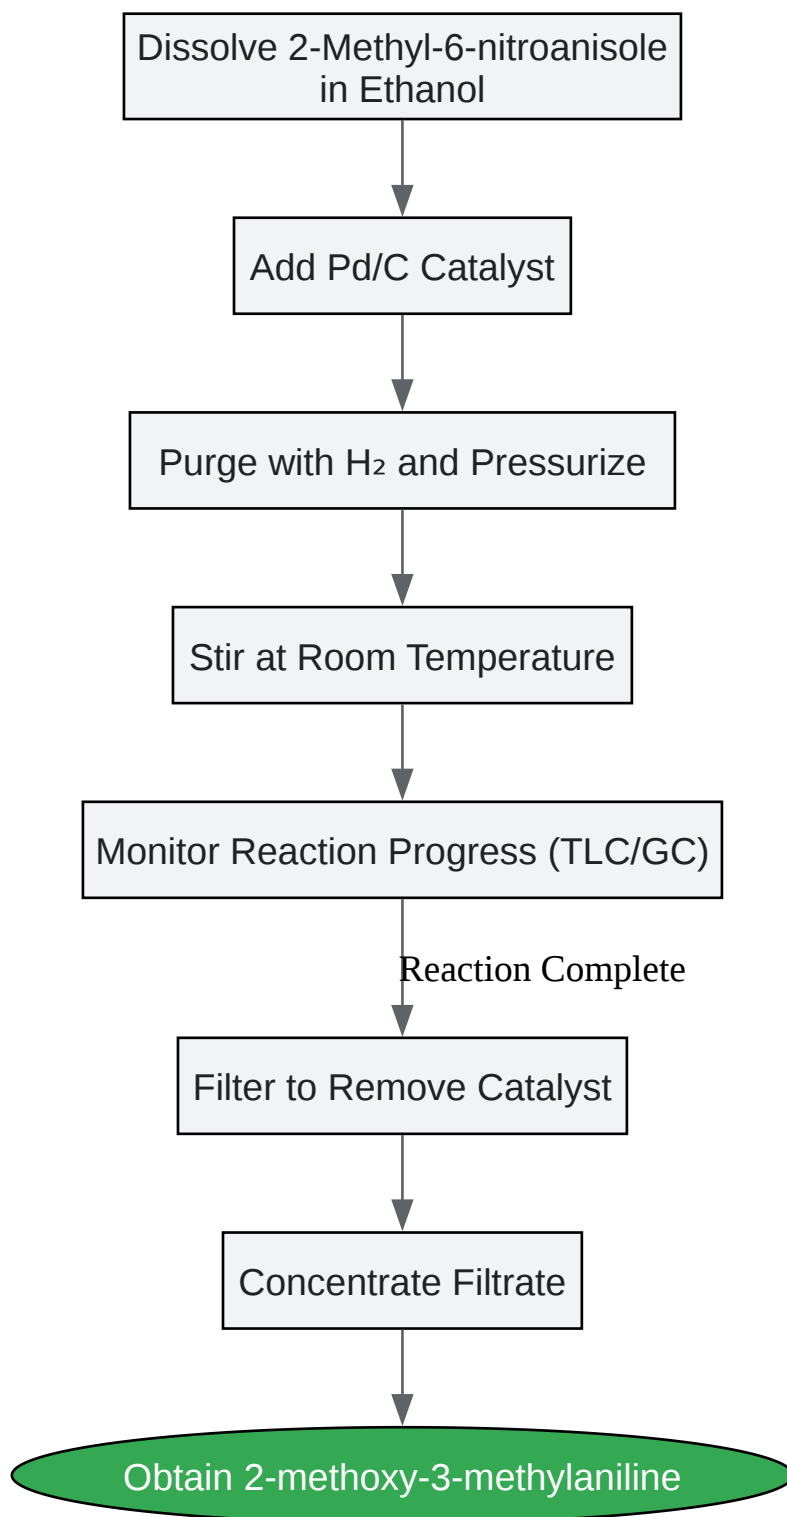 Dissolve 2-Methyl-6-nitroanisole
in Ethanol
Add Pd/C Catalyst
Purge with H₂ and Pressurize
Stir at Room Temperature
Monitor Reaction Progress (TLC/GC)
Reaction Complete
Filter to Remove Catalyst
Concentrate Filtrate
Obtain 2-methoxy-3-methylaniline